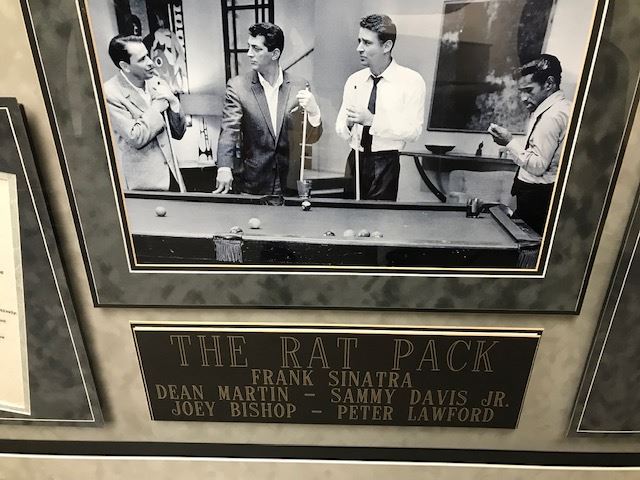 THE RAT PACK
FRANK SINATRA
DEAN MARTIN - SAMMY DAVIS JR.
JOEY BISHOP - PETER LAWFORD